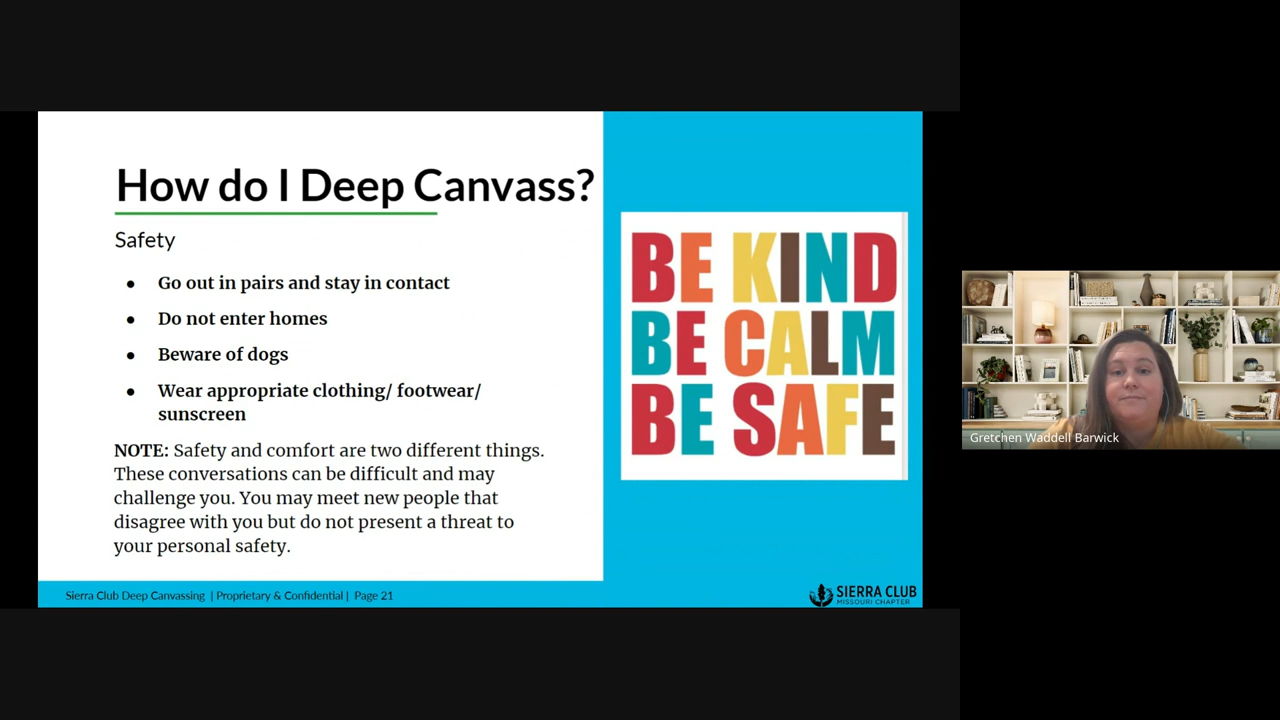 How do I Deep Canvass?
Safety
● Go out in pairs and stay in contact
● Do not enter homes
● Beware of dogs
● Wear appropriate clothing/ footwear/
sunscreen
NOTE: Safety and comfort are two different things.
These conversations can be difficult and may
challenge you. You may meet new people that
disagree with you but do not present a threat to
your personal safety.
BE KIND
BE CALM
BE SAFE
Sierra Club Deep Canvassing | Proprietary & Confidential | Page 21
SIERRA CLUB
MISSOURI CHAPTER
Gretchen Waddell Barwick